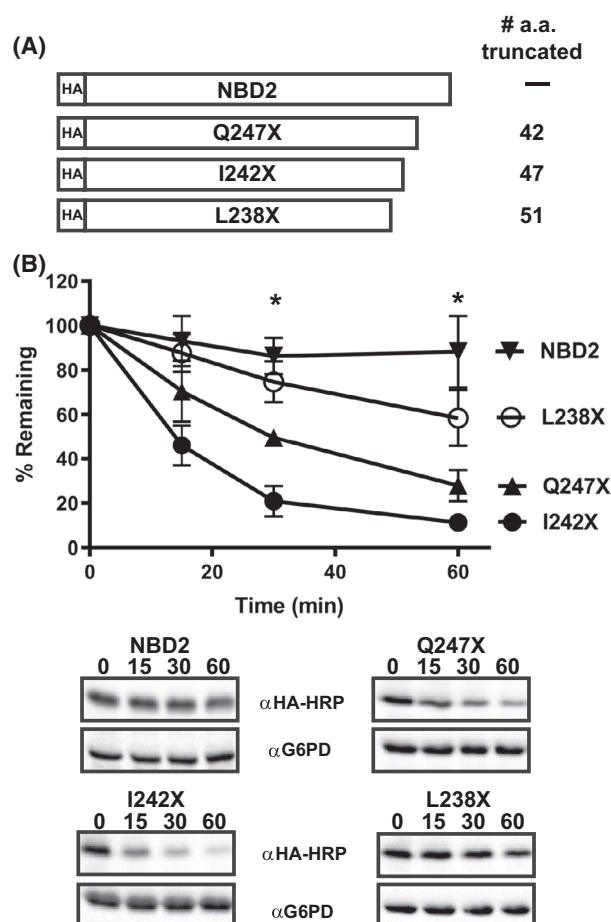 (A)
# a.a.
truncated
HA NBD2 —
HA Q247X 42
HA I242X 47
HA L238X 51
(B)
120
100
80
60
40
20
0
% Remaining
* *
NBD2
L238X
Q247X
I242X
0 20 40 60
Time (min)
NBD2 Q247X
0 15 30 60 0 15 30 60
αHA-HRP
αG6PD
I242X L238X
0 15 30 60 0 15 30 60
αHA-HRP
αG6PD